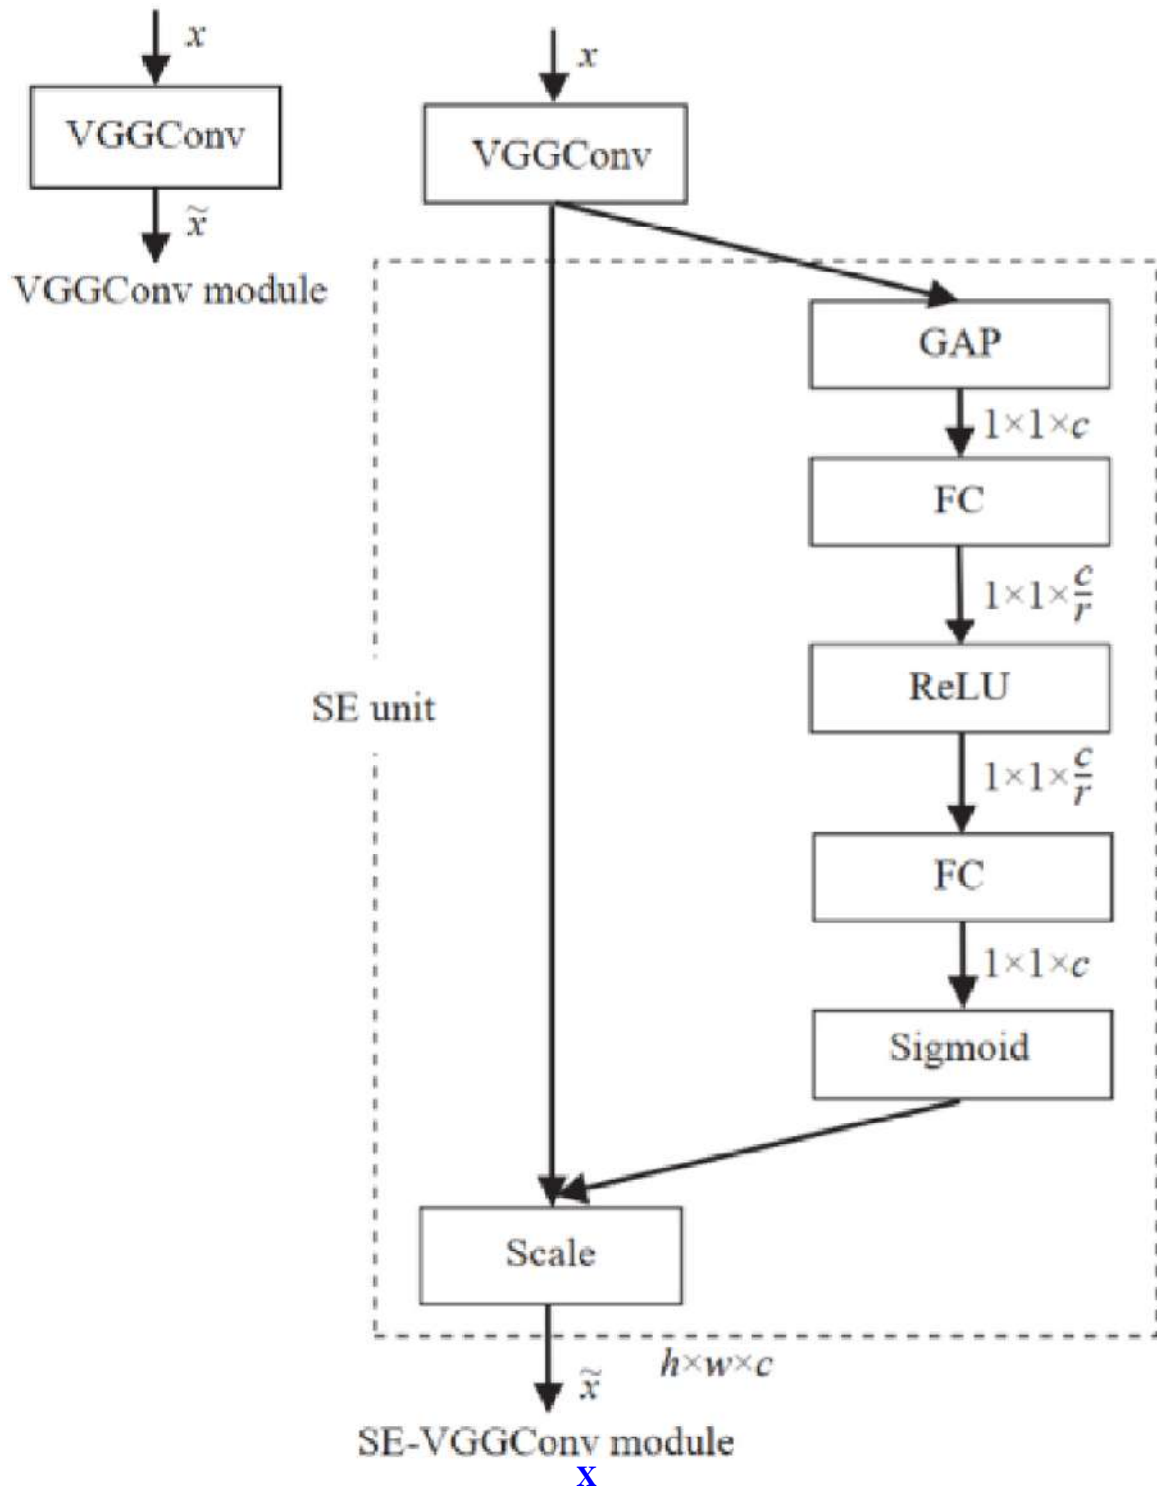 x
VGGConv
x̃
VGGConv module
x
VGGConv
GAP
1×1×c
FC
1×1×c/r
ReLU
1×1×c/r
FC
1×1×c
Sigmoid
SE unit
Scale
h×w×c
x̃
SE-VGGConv module
X